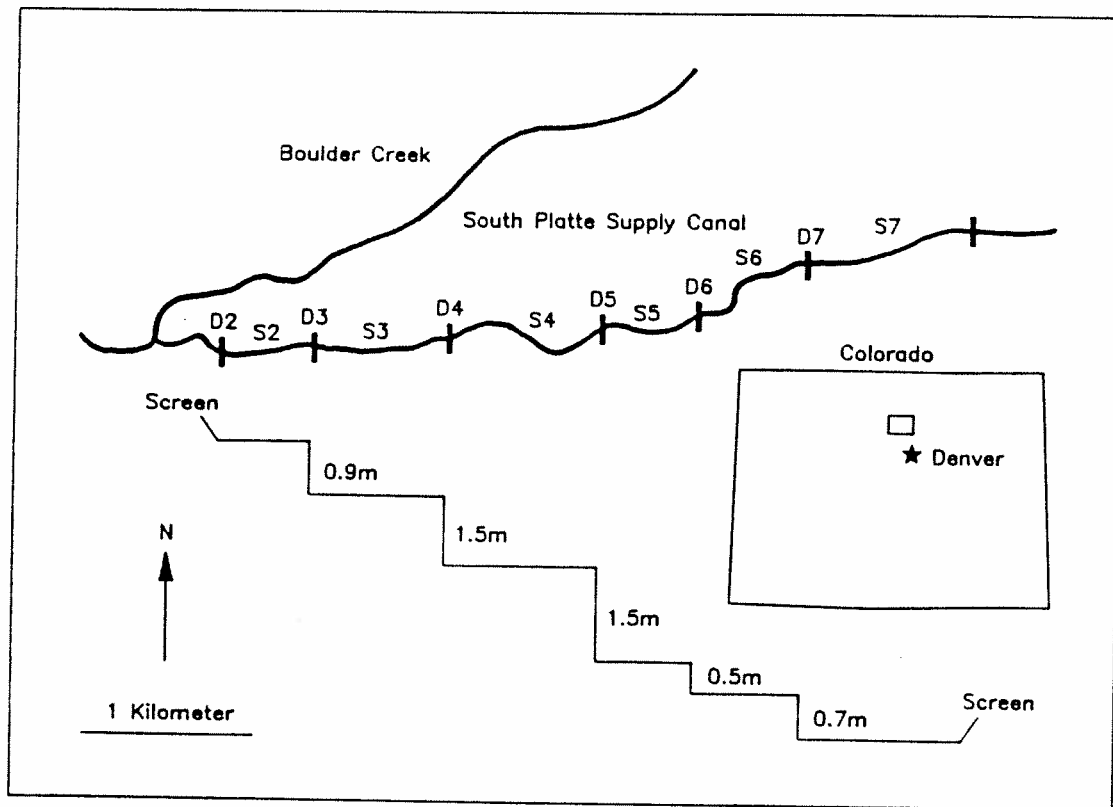 Boulder Creek
South Platte Supply Canal
D2
S2
D3
S3
D4
S4
D5
S5
D6
S6
D7
S7
Colorado
Denver
Screen
0.9m
1.5m
1.5m
0.5m
0.7m
Screen
N
1 Kilometer